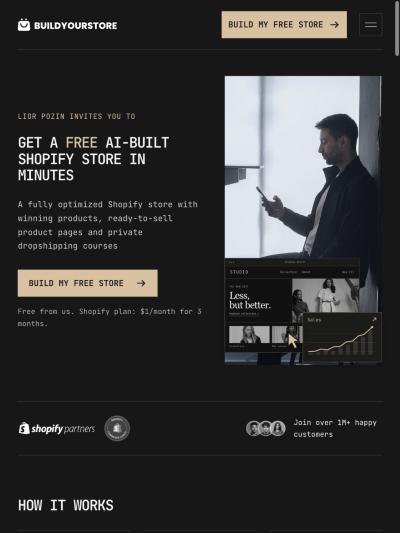 BUILDYOURSTORE
BUILD MY FREE STORE
LIOR POZIN INVITES YOU TO
GET A FREE AI-BUILT
SHOPIFY STORE IN
MINUTES
A fully optimized Shopify store with
winning products, ready-to-sell
product pages and private
dropshipping courses
BUILD MY FREE STORE
Free from us. Shopify plan: $1/month for 3
months.
STUDIO
Less,
but better.
Sales
shopify partners
Join over 1M+ happy
customers
HOW IT WORKS